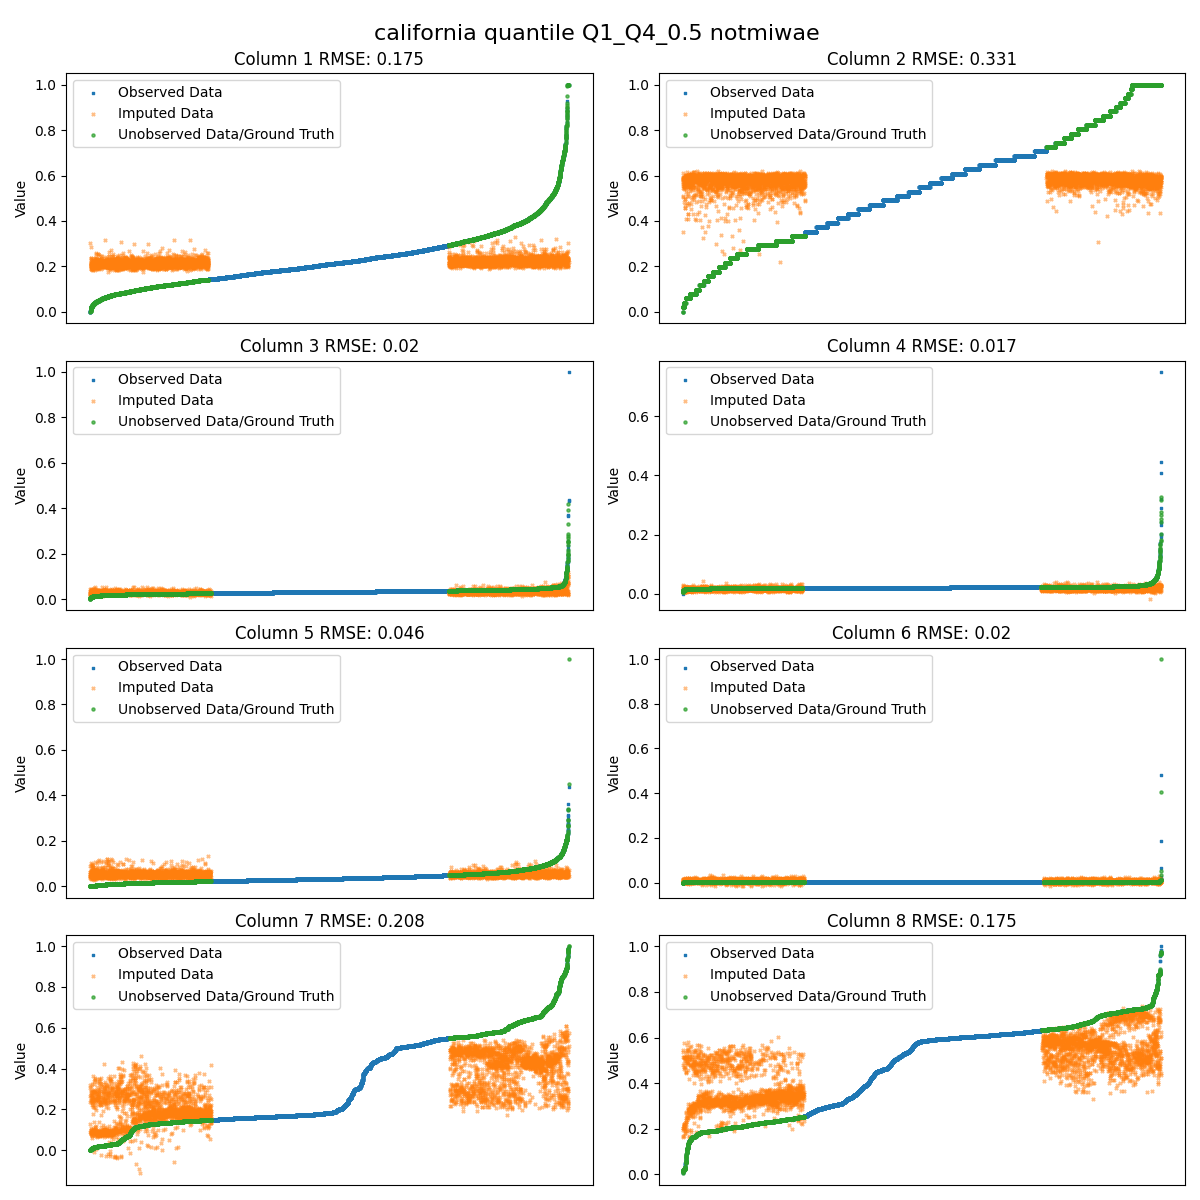 california quantile Q1_Q4_0.5 notmiwae
Column 1 RMSE: 0.175
1.0
0.8
0.6
0.4
0.2
0.0
Value
Observed Data
Imputed Data
Unobserved Data/Ground Truth
Column 2 RMSE: 0.331
1.0
0.8
0.6
0.4
0.2
0.0
Value
Observed Data
Imputed Data
Unobserved Data/Ground Truth
Column 3 RMSE: 0.02
1.0
0.8
0.6
0.4
0.2
0.0
Value
Observed Data
Imputed Data
Unobserved Data/Ground Truth
Column 4 RMSE: 0.017
0.6
0.4
0.2
0.0
Value
Observed Data
Imputed Data
Unobserved Data/Ground Truth
Column 5 RMSE: 0.046
1.0
0.8
0.6
0.4
0.2
0.0
Value
Observed Data
Imputed Data
Unobserved Data/Ground Truth
Column 6 RMSE: 0.02
1.0
0.8
0.6
0.4
0.2
0.0
Value
Observed Data
Imputed Data
Unobserved Data/Ground Truth
Column 7 RMSE: 0.208
1.0
0.8
0.6
0.4
0.2
0.0
Value
Observed Data
Imputed Data
Unobserved Data/Ground Truth
Column 8 RMSE: 0.175
1.0
0.8
0.6
0.4
0.2
0.0
Value
Observed Data
Imputed Data
Unobserved Data/Ground Truth